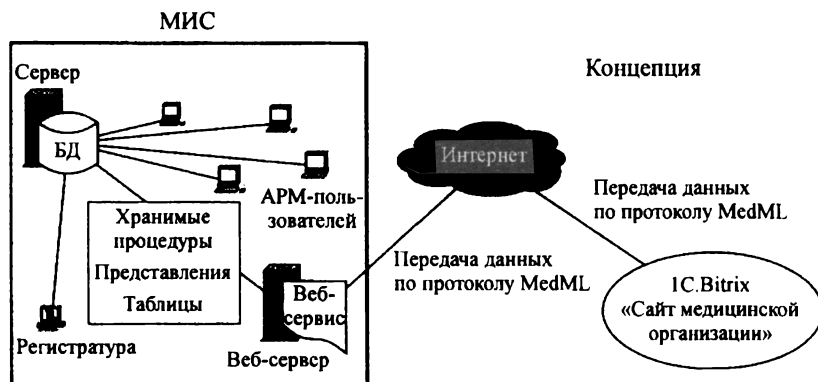 МИС
Концепция
Сервер
БД
АРМ-поль-
зователей
Хранимые
процедуры
Представления
Таблицы
Регистратура
Веб-
сервис
Веб-сервер
Интернет
Передача данных
по протоколу MedML
Передача данных
по протоколу MedML
1С.Bitrix
«Сайт медицинской
организации»